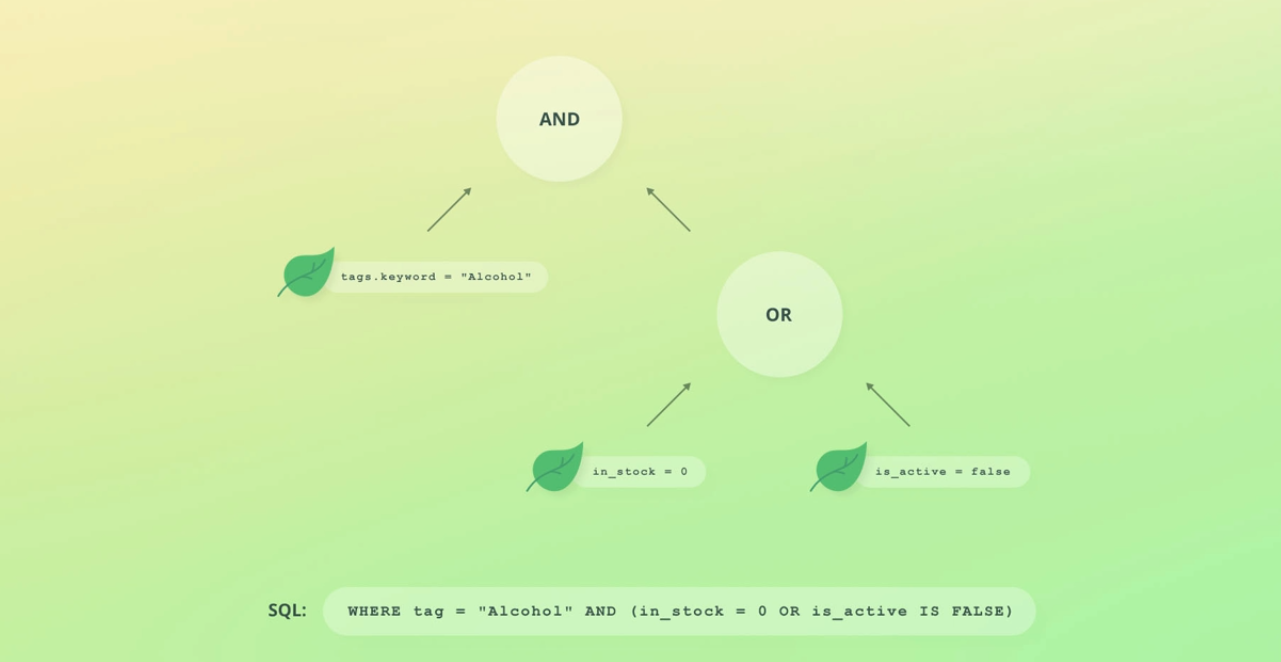 AND
tags.keyword = "Alcohol"
OR
in_stock = 0
is_active = false
SQL: WHERE tag = "Alcohol" AND (in_stock = 0 OR is_active IS FALSE)